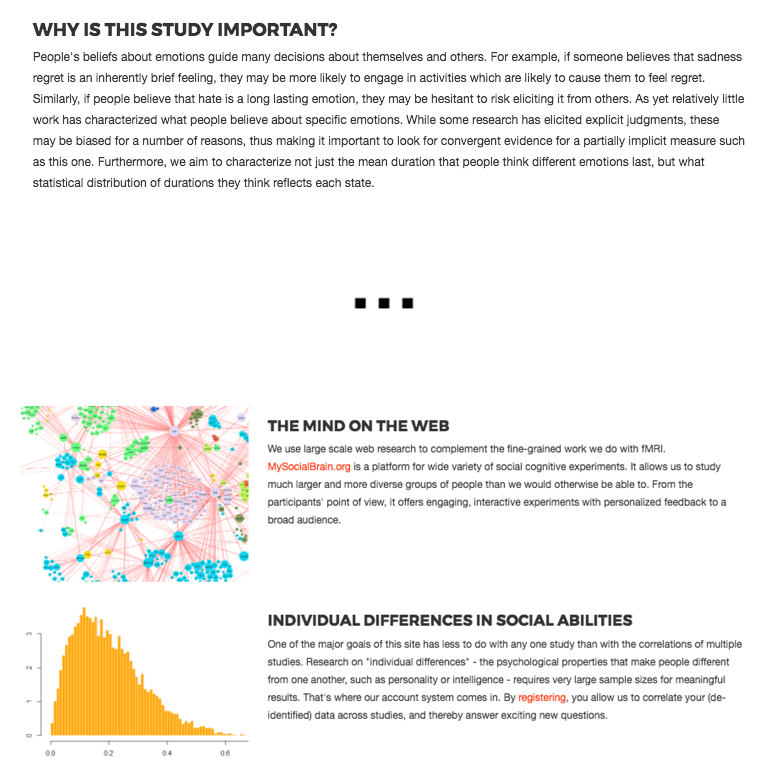 WHY IS THIS STUDY IMPORTANT?
People's beliefs about emotions guide many decisions about themselves and others. For example, if someone believes that sadness
regret is an inherently brief feeling, they may be more likely to engage in activities which are likely to cause them to feel regret.
Similarly, if people believe that hate is a long lasting emotion, they may be hesitant to risk eliciting it from others. As yet relatively little
work has characterized what people believe about specific emotions. While some research has elicited explicit judgments, these
may be biased for a number of reasons, thus making it important to look for convergent evidence for a partially implicit measure such
as this one. Furthermore, we aim to characterize not just the mean duration that people think different emotions last, but what
statistical distribution of durations they think reflects each state.
THE MIND ON THE WEB
We use large scale web research to complement the fine-grained work we do with fMRI.
MySocialBrain.org is a platform for wide variety of social cognitive experiments. It allows us to study
much larger and more diverse groups of people than we would otherwise be able to. From the
participants' point of view, it offers engaging, interactive experiments with personalized feedback to a
broad audience.
INDIVIDUAL DIFFERENCES IN SOCIAL ABILITIES
One of the major goals of this site has less to do with any one study than with the correlations of multiple
studies. Research on "individual differences" - the psychological properties that make people different
from one another, such as personality or intelligence - requires very large sample sizes for meaningful
results. That's where our account system comes in. By registering, you allow us to correlate your (de-
identified) data across studies, and thereby answer exciting new questions.
3
2
1
0
0.0 0.2 0.4 0.6